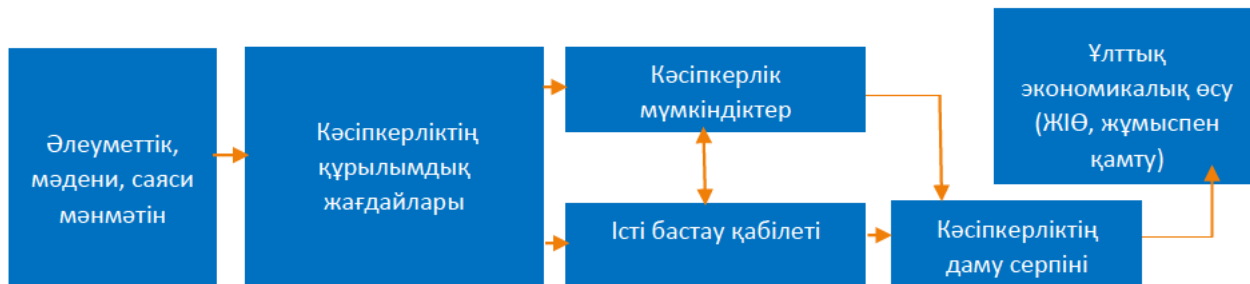 Әлеуметтік,
мәдени, саяси
мәнмәтін
Кәсіпкерліктің
құрылымдық
жағдайлары
Кәсіпкерлік
мүмкіндіктер
Істі бастау қабілеті
Кәсіпкерліктің
даму серпіні
Ұлттық
экономикалық өсу
(ЖІӨ, жұмыспен
қамту)